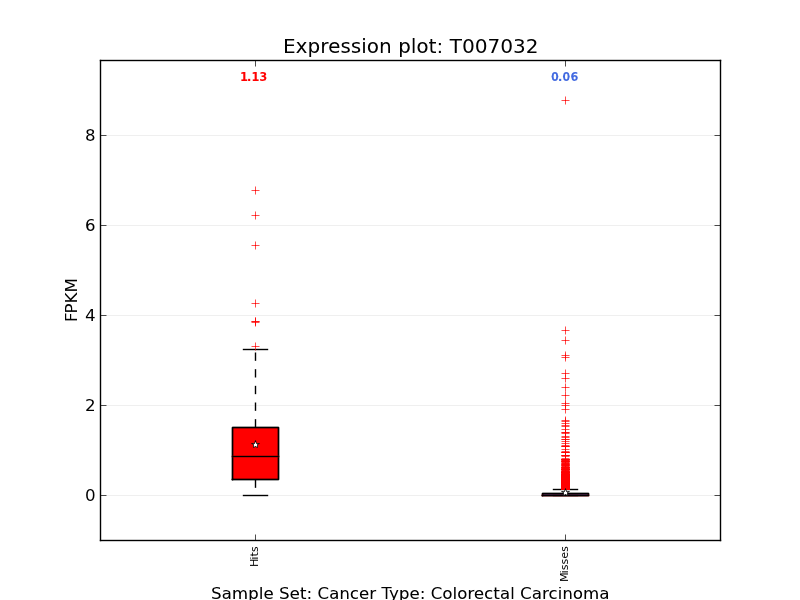 Expression plot: T007032
1.13
0.06
8
6
4
2
0
FPKM
Hits
Misses
Sample Set: Cancer Type: Colorectal Carcinoma